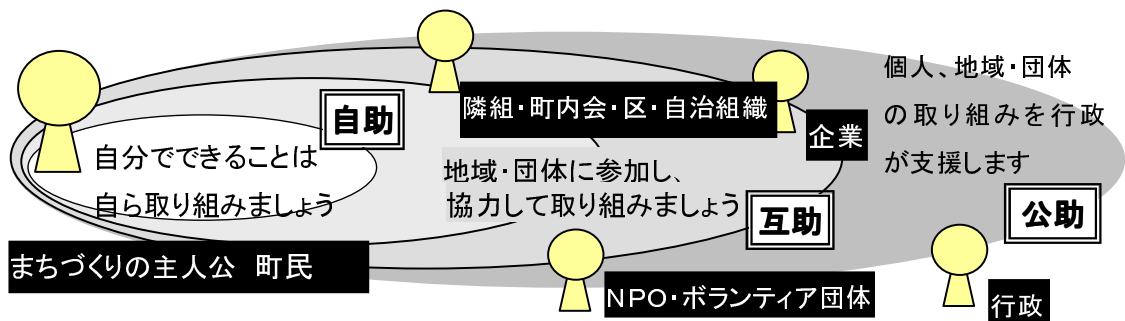 自助
自分でできることは
自ら取り組みましょう
まちづくりの主人公　町民
隣組・町内会・区・自治組織
地域・団体に参加し、
協力して取り組みましょう
互助
企業
NPO・ボランティア団体
個人、地域・団体
の取り組みを行政
が支援します
公助
行政